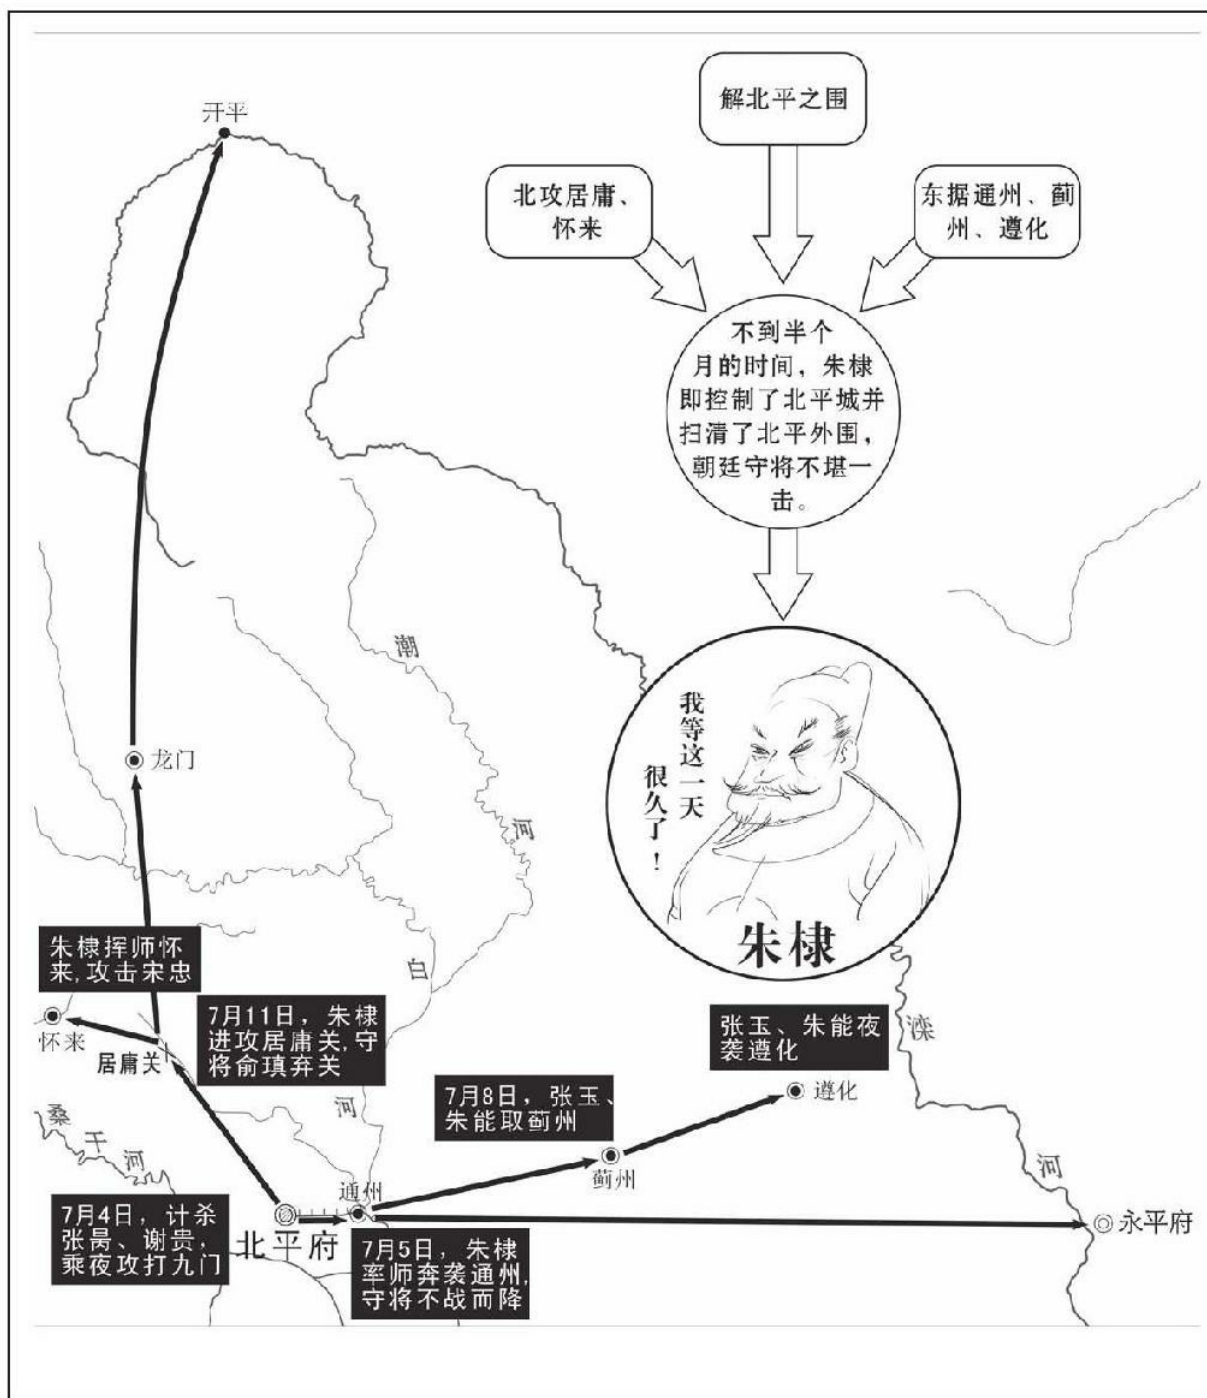 开平
解北平之围
北攻居庸、
怀来
东据通州、蓟
州、遵化
不到半个
月的时间，朱棣
即控制了北平城并
扫清了北平外围，
朝廷守将不堪一
击。
我等这一天
很久了！
朱棣
潮
河
龙门
白
河
朱棣挥师怀
来,攻击宋忠
怀来
居庸关
7月11日，朱棣
进攻居庸关,守
将俞瑱弃关
张玉、朱能夜
袭遵化
遵化
滦
河
7月8日，张玉、
朱能取蓟州
蓟州
桑
干
河
7月4日，计杀
张昺、谢贵，
乘夜攻打九门
北平府
通州
7月5日，朱棣
率师奔袭通州,
守将不战而降
永平府